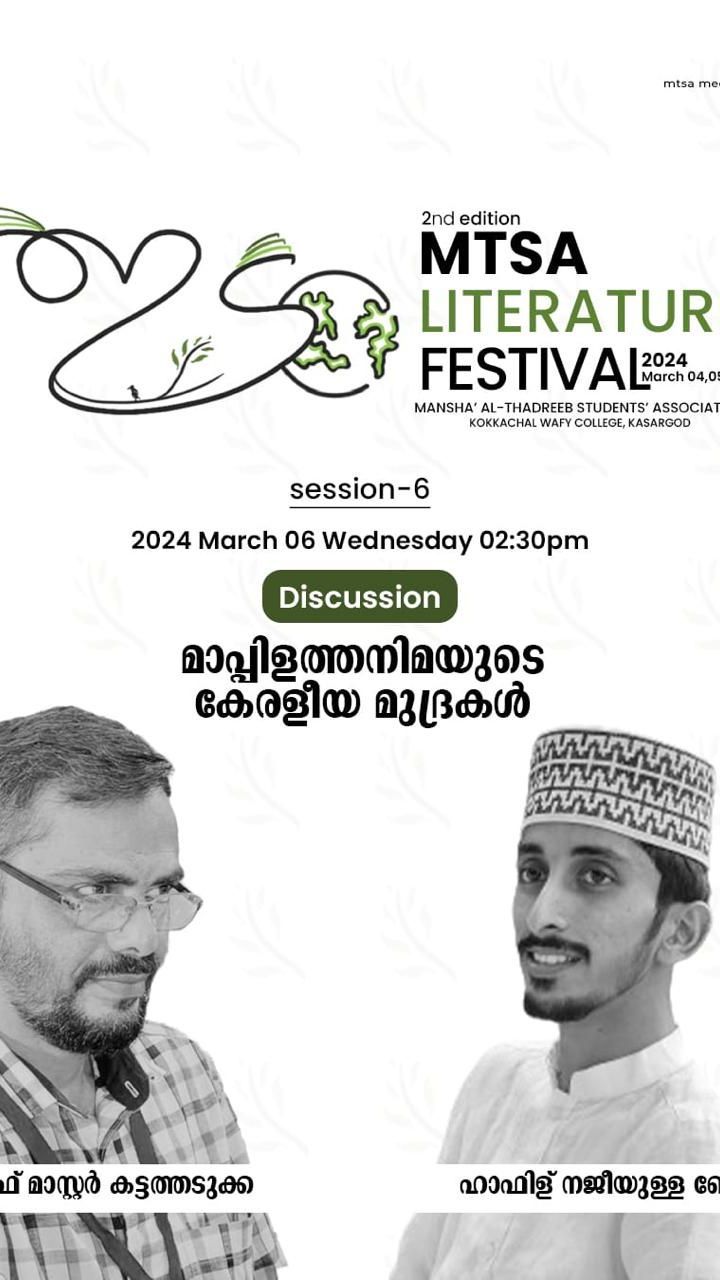 mtsa me
2nd edition
MTSA
LITERATUR
FESTIVAL
2024
March 04,05
MANSHA' AL-THADREEB STUDENTS' ASSOCIAT
KOKKACHAL WAFY COLLEGE, KASARGOD
session-6
2024 March 06 Wednesday 02:30pm
Discussion
മാപ്പിളത്തനിമയുടെ
കേരളീയ മുദ്രകൾ
ഫ് മാസ്റ്റർ കട്ടത്തടുക്ക
ഹാഫിള് നജീയുള്ള